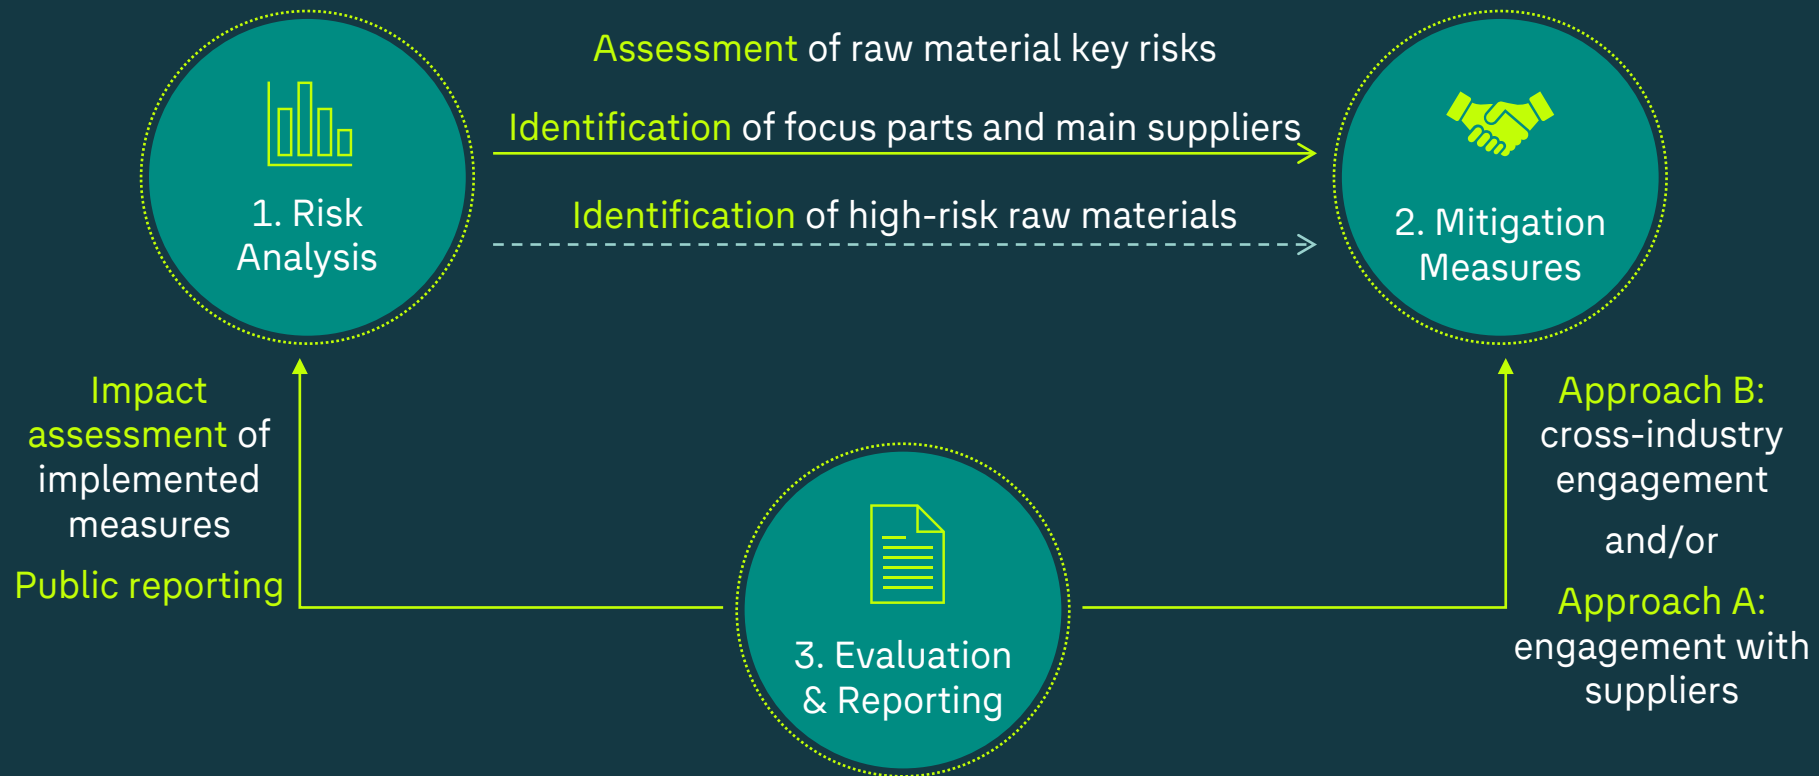 Assessment of raw material key risks
Identification of focus parts and main suppliers
Identification of high-risk raw materials
1. Risk
Analysis
2. Mitigation
Measures
Impact
assessment of
implemented
measures
Public reporting
Approach B:
cross-industry
engagement
and/or
Approach A:
engagement with
suppliers
3. Evaluation
& Reporting